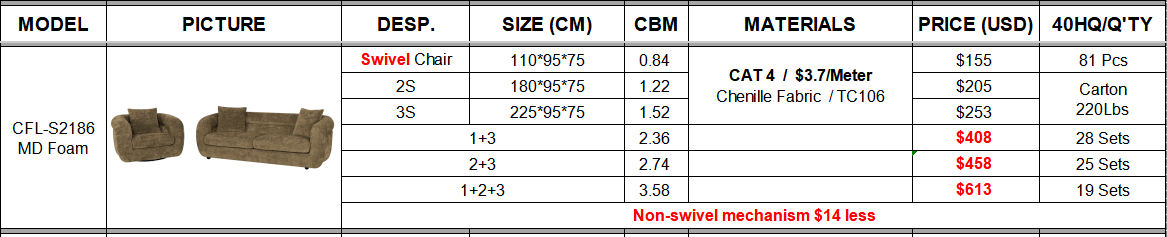 MODEL PICTURE DESP. SIZE (CM) CBM MATERIALS PRICE (USD) 40HQ/Q'TY
CFL-S2186
MD Foam
Swivel Chair 110*95*75 0.84 $155 81 Pcs
2S 180*95*75 1.22 $205
3S 225*95*75 1.52 $253
CAT 4 / $3.7/Meter
Chenille Fabric / TC106
Carton
220Lbs
1+3 2.36 $408 28 Sets
2+3 2.74 $458 25 Sets
1+2+3 3.58 $613 19 Sets
Non-swivel mechanism $14 less